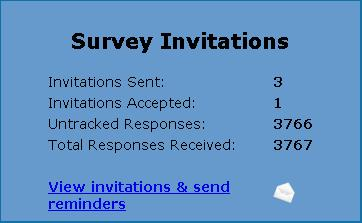 Survey Invitations
Invitations Sent: 3
Invitations Accepted: 1
Untracked Responses: 3766
Total Responses Received: 3767
View invitations & send
reminders